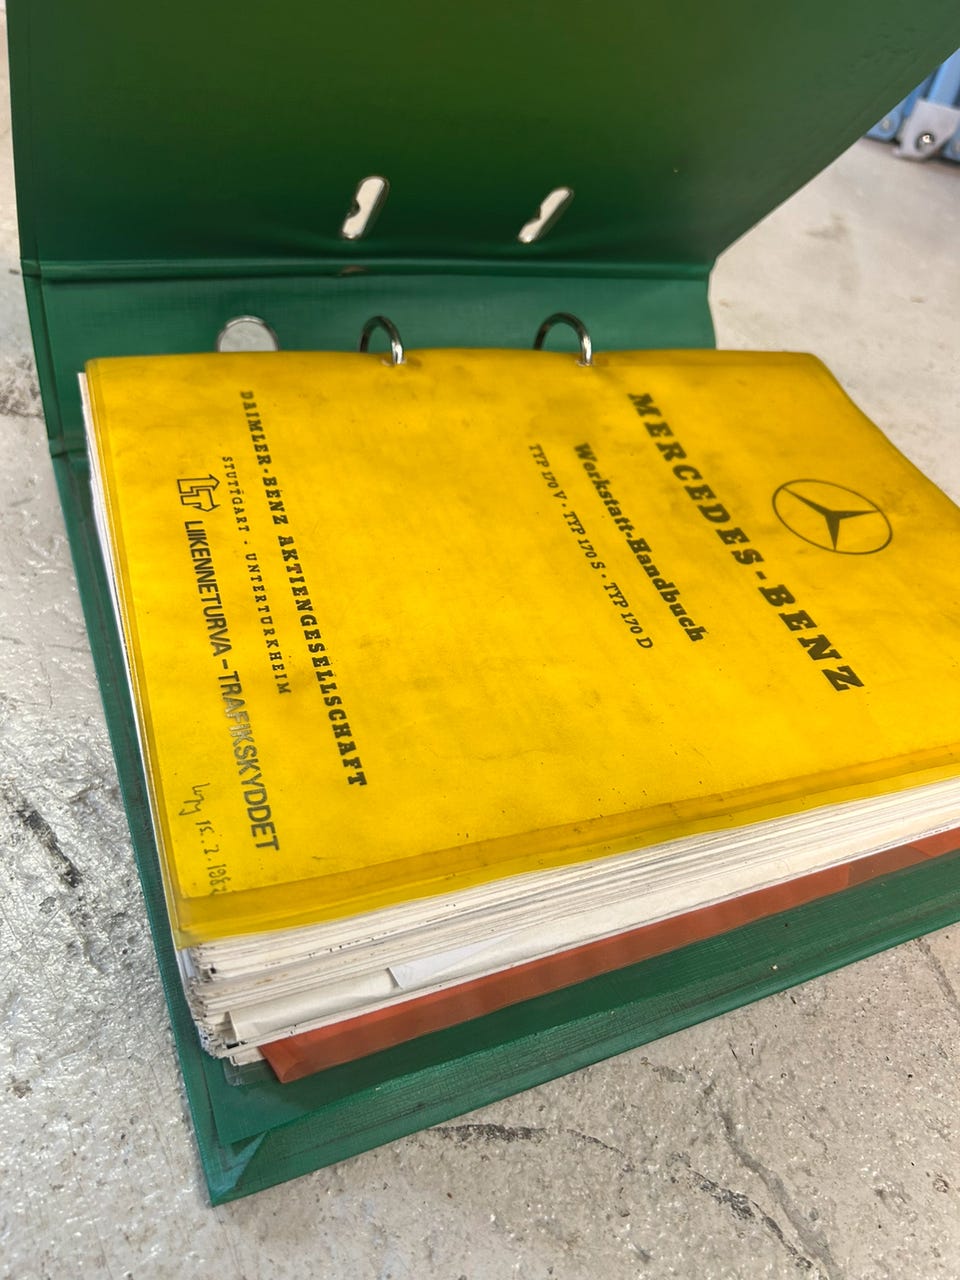 MERCEDES-BENZ
Werkstatt-Handbuch
TYP 170 V · TYP 170 S · TYP 170 D
DAIMLER-BENZ AKTIENGESELLSCHAFT
STUTTGART - UNTERTÜRKHEIM
LIIKENNETURVA – TRAFIKSKYDDET